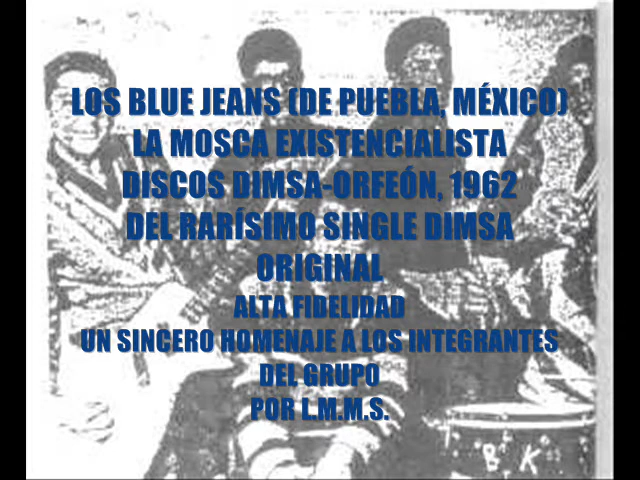 LOS BLUE JEANS (DE PUEBLA, MÉXICO)
LA MOSCA EXISTENCIALISTA
DISCOS DIMSA-ORFEÓN, 1962
DEL RARÍSIMO SINGLE DIMSA
ORIGINAL
ALTA FIDELIDAD
UN SINCERO HOMENAJE A LOS INTEGRANTES
DEL GRUPO
POR L.M.M.S.
B K